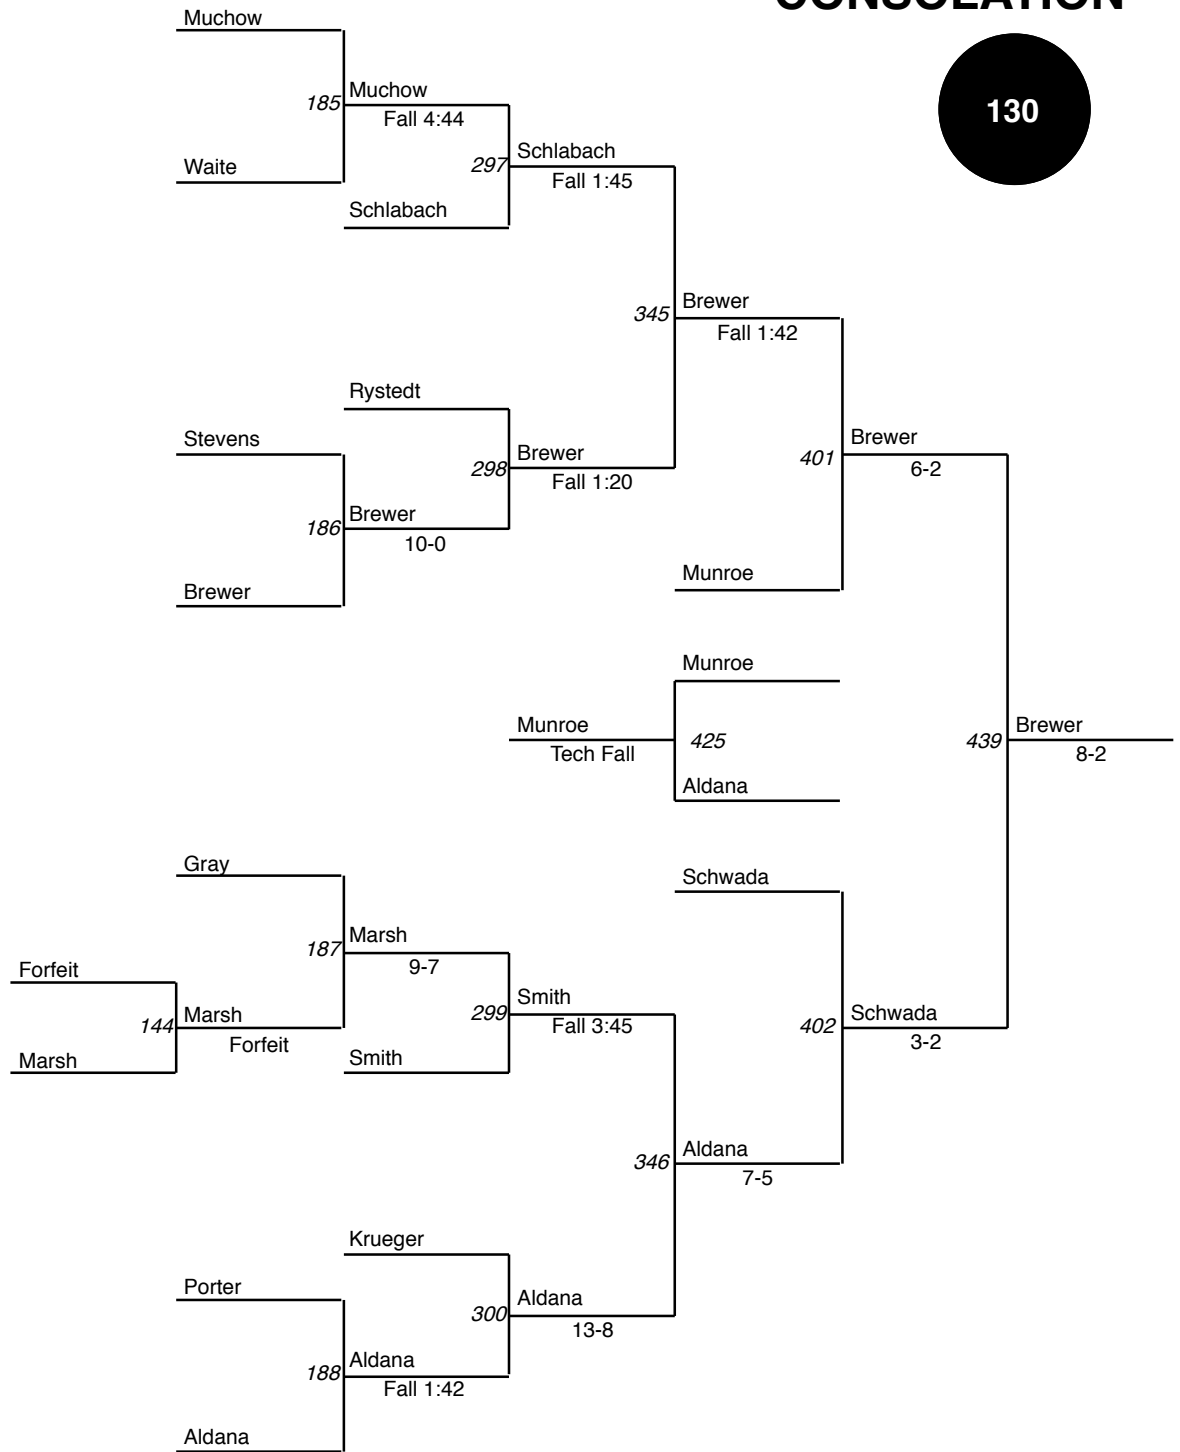 CONSOLATION
Muchow
130
Muchow
185
Fall 4:44
Schlabach
297
Fall 1:45
Waite
Schlabach
Brewer
345
Fall 1:42
Rystedt
Stevens
Brewer
401
6-2
Brewer
298
Fall 1:20
Brewer
186
10-0
Munroe
Brewer
Munroe
Munroe
425
Tech Fall
Brewer
439
8-2
Aldana
Gray
Schwada
Marsh
187
9-7
Forfeit
Smith
299
Fall 3:45
Marsh
144
Forfeit
Schwada
402
3-2
Marsh
Smith
Aldana
346
7-5
Krueger
Porter
Aldana
300
13-8
Aldana
188
Fall 1:42
Aldana